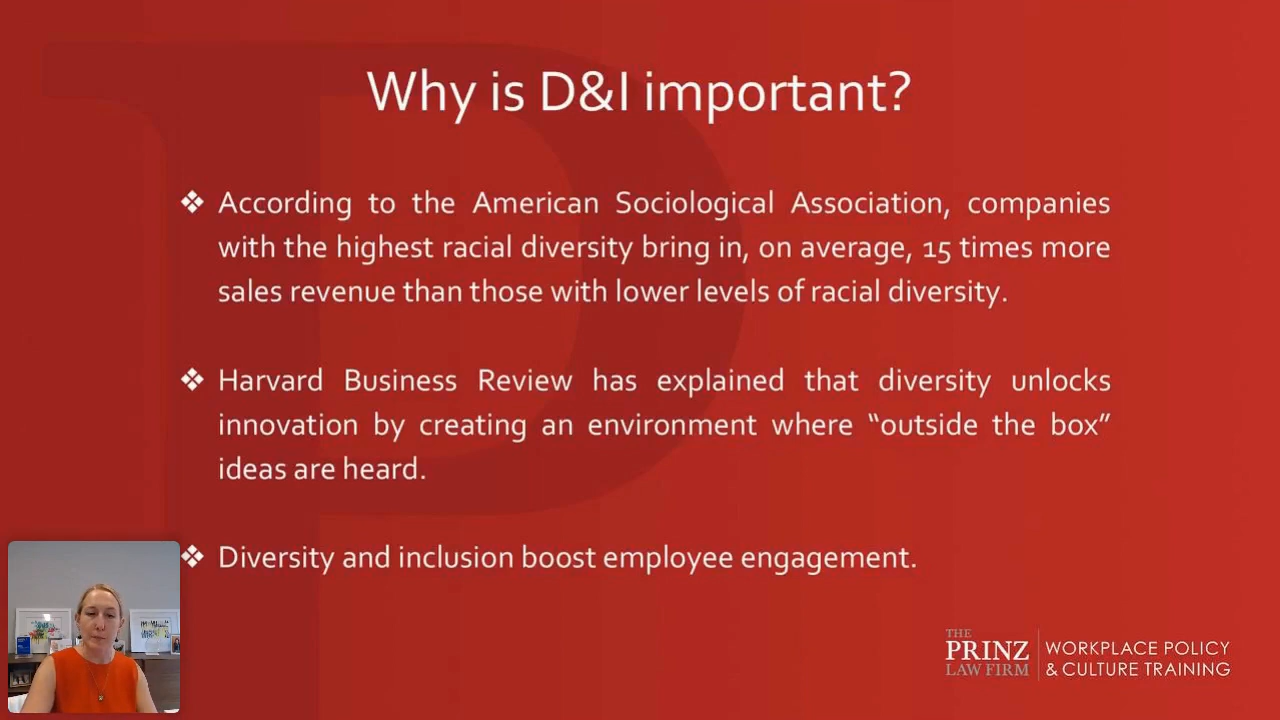 Why is D&I important?
❖ According to the American Sociological Association, companies
with the highest racial diversity bring in, on average, 15 times more
sales revenue than those with lower levels of racial diversity.
❖ Harvard Business Review has explained that diversity unlocks
innovation by creating an environment where “outside the box”
ideas are heard.
❖ Diversity and inclusion boost employee engagement.
THE
PRINZ
LAW FIRM
WORKPLACE POLICY
& CULTURE TRAINING